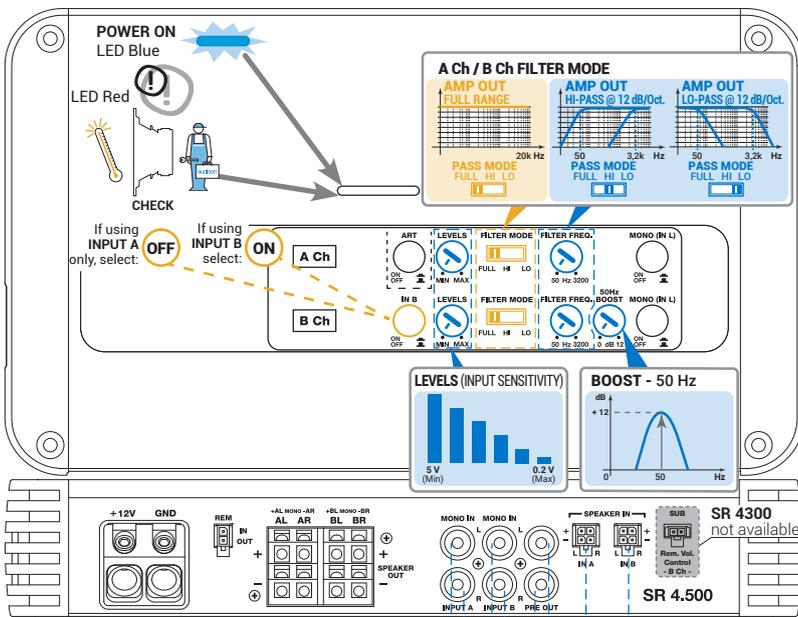 POWER ON
LED Blue
LED Red
CHECK
audison
A Ch / B Ch FILTER MODE
AMP OUT
FULL RANGE
20k Hz
PASS MODE
FULL HI LO
AMP OUT
HI-PASS @ 12 dB/Oct.
50 3,2k Hz
PASS MODE
FULL HI LO
AMP OUT
LO-PASS @ 12 dB/Oct.
50 3,2k Hz
PASS MODE
FULL HI LO
If using
INPUT A
only, select:
OFF
If using
INPUT B
select:
ON
A Ch
ART
ON
OFF
LEVELS
MIN MAX
FILTER MODE
FULL HI LO
FILTER FREQ.
50 Hz 3200
MONO (IN L)
ON
OFF
B Ch
IN B
ON
OFF
LEVELS
MIN MAX
FILTER MODE
FULL HI LO
FILTER FREQ.
50 Hz 3200
50Hz
BOOST
0 dB 12
MONO (IN L)
ON
OFF
LEVELS (INPUT SENSITIVITY)
5 V
(Min)
0.2 V
(Max)
BOOST - 50 Hz
dB
+ 12
0 50 Hz
+12V GND
REM
IN
OUT
+AL MONO -AR
AL AR
+BL MONO -BR
BL BR
+
−
SPEAKER
OUT
MONO IN MONO IN
L L
R R
INPUT A INPUT B PRE OUT
SPEAKER IN
+
−
L R
IN A
L R
IN B
+
−
SUB
Rem. Vol.
Control
- B Ch -
SR 4300
not available
SR 4.500